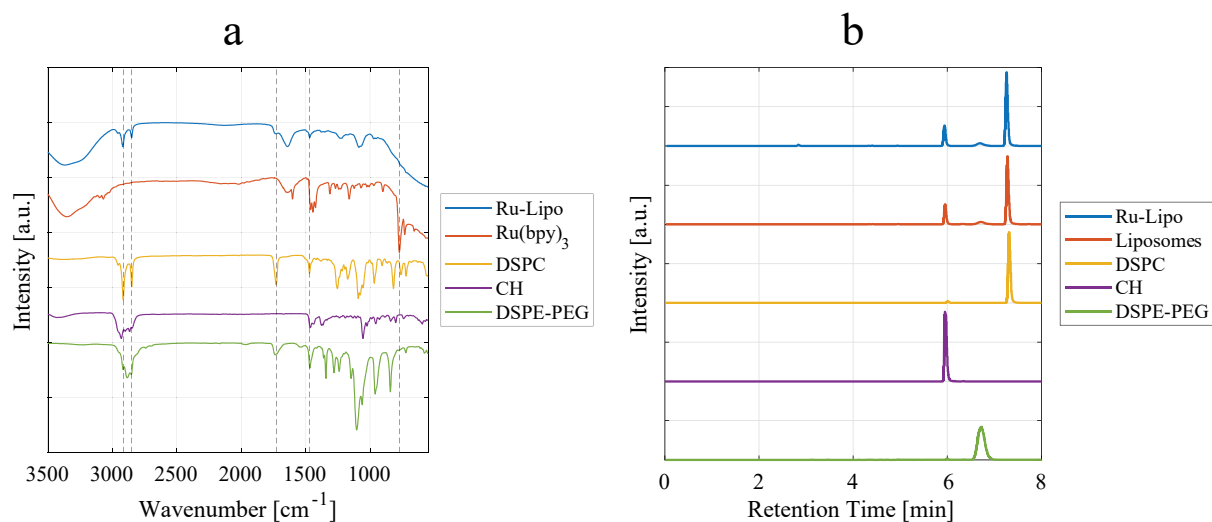 a
Intensity [a.u.]
3500 3000 2500 2000 1500 1000
Wavenumber [cm⁻¹]
Ru-Lipo
Ru(bpy)₃
DSPC
CH
DSPE-PEG
b
Intensity [a.u.]
0 2 4 6 8
Retention Time [min]
Ru-Lipo
Liposomes
DSPC
CH
DSPE-PEG